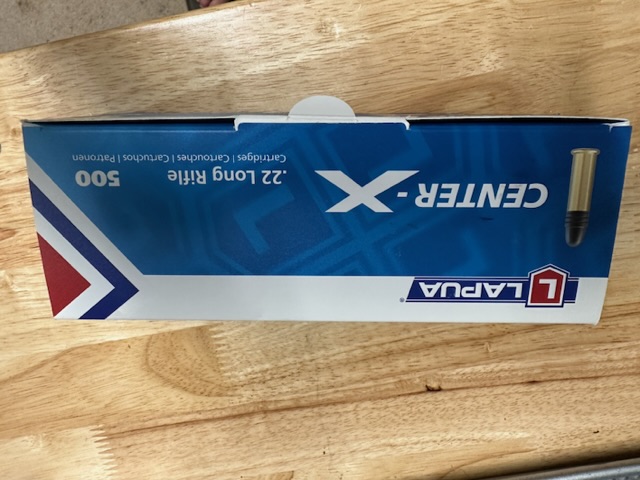 L LAPUA®
CENTER-X
.22 Long Rifle 500
Cartridges | Cartouches | Cartuchos | Patronen